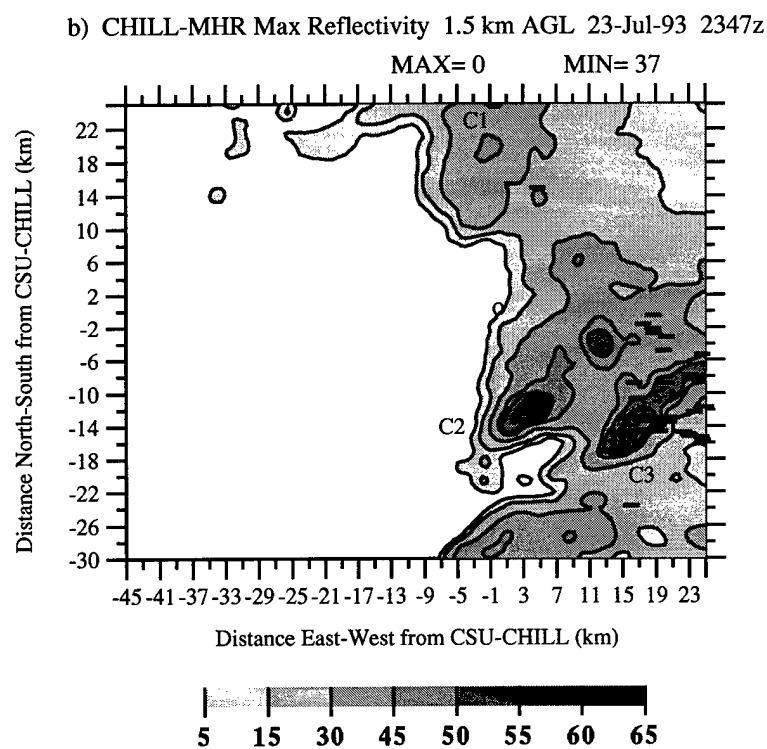 b) CHILL-MHR Max Reflectivity 1.5 km AGL 23-Jul-93 2347z
MAX= 0 MIN= 37
Distance North-South from CSU-CHILL (km)
22
18
14
10
6
2
-2
-6
-10
-14
-18
-22
-26
-30
C1
C2
C3
-45 -41 -37 -33 -29 -25 -21 -17 -13 -9 -5 -1 3 7 11 15 19 23
Distance East-West from CSU-CHILL (km)
5 15 30 45 50 55 60 65